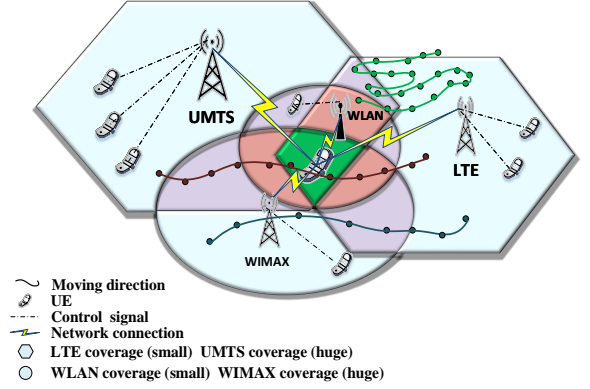 UMTS
WLAN
LTE
WIMAX
Moving direction
UE
Control signal
Network connection
LTE coverage (small) UMTS coverage (huge)
WLAN coverage (small) WIMAX coverage (huge)